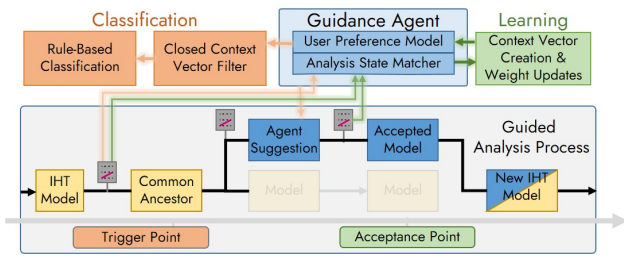 Classification
Guidance Agent
Learning
Rule-Based
Classification
Closed Context
Vector Filter
User Preference Model
Analysis State Matcher
Context Vector
Creation &
Weight Updates
Agent
Suggestion
Accepted
Model
Guided
Analysis Process
IHT
Model
Common
Ancestor
Model
Model
New IHT
Model
Trigger Point
Acceptance Point